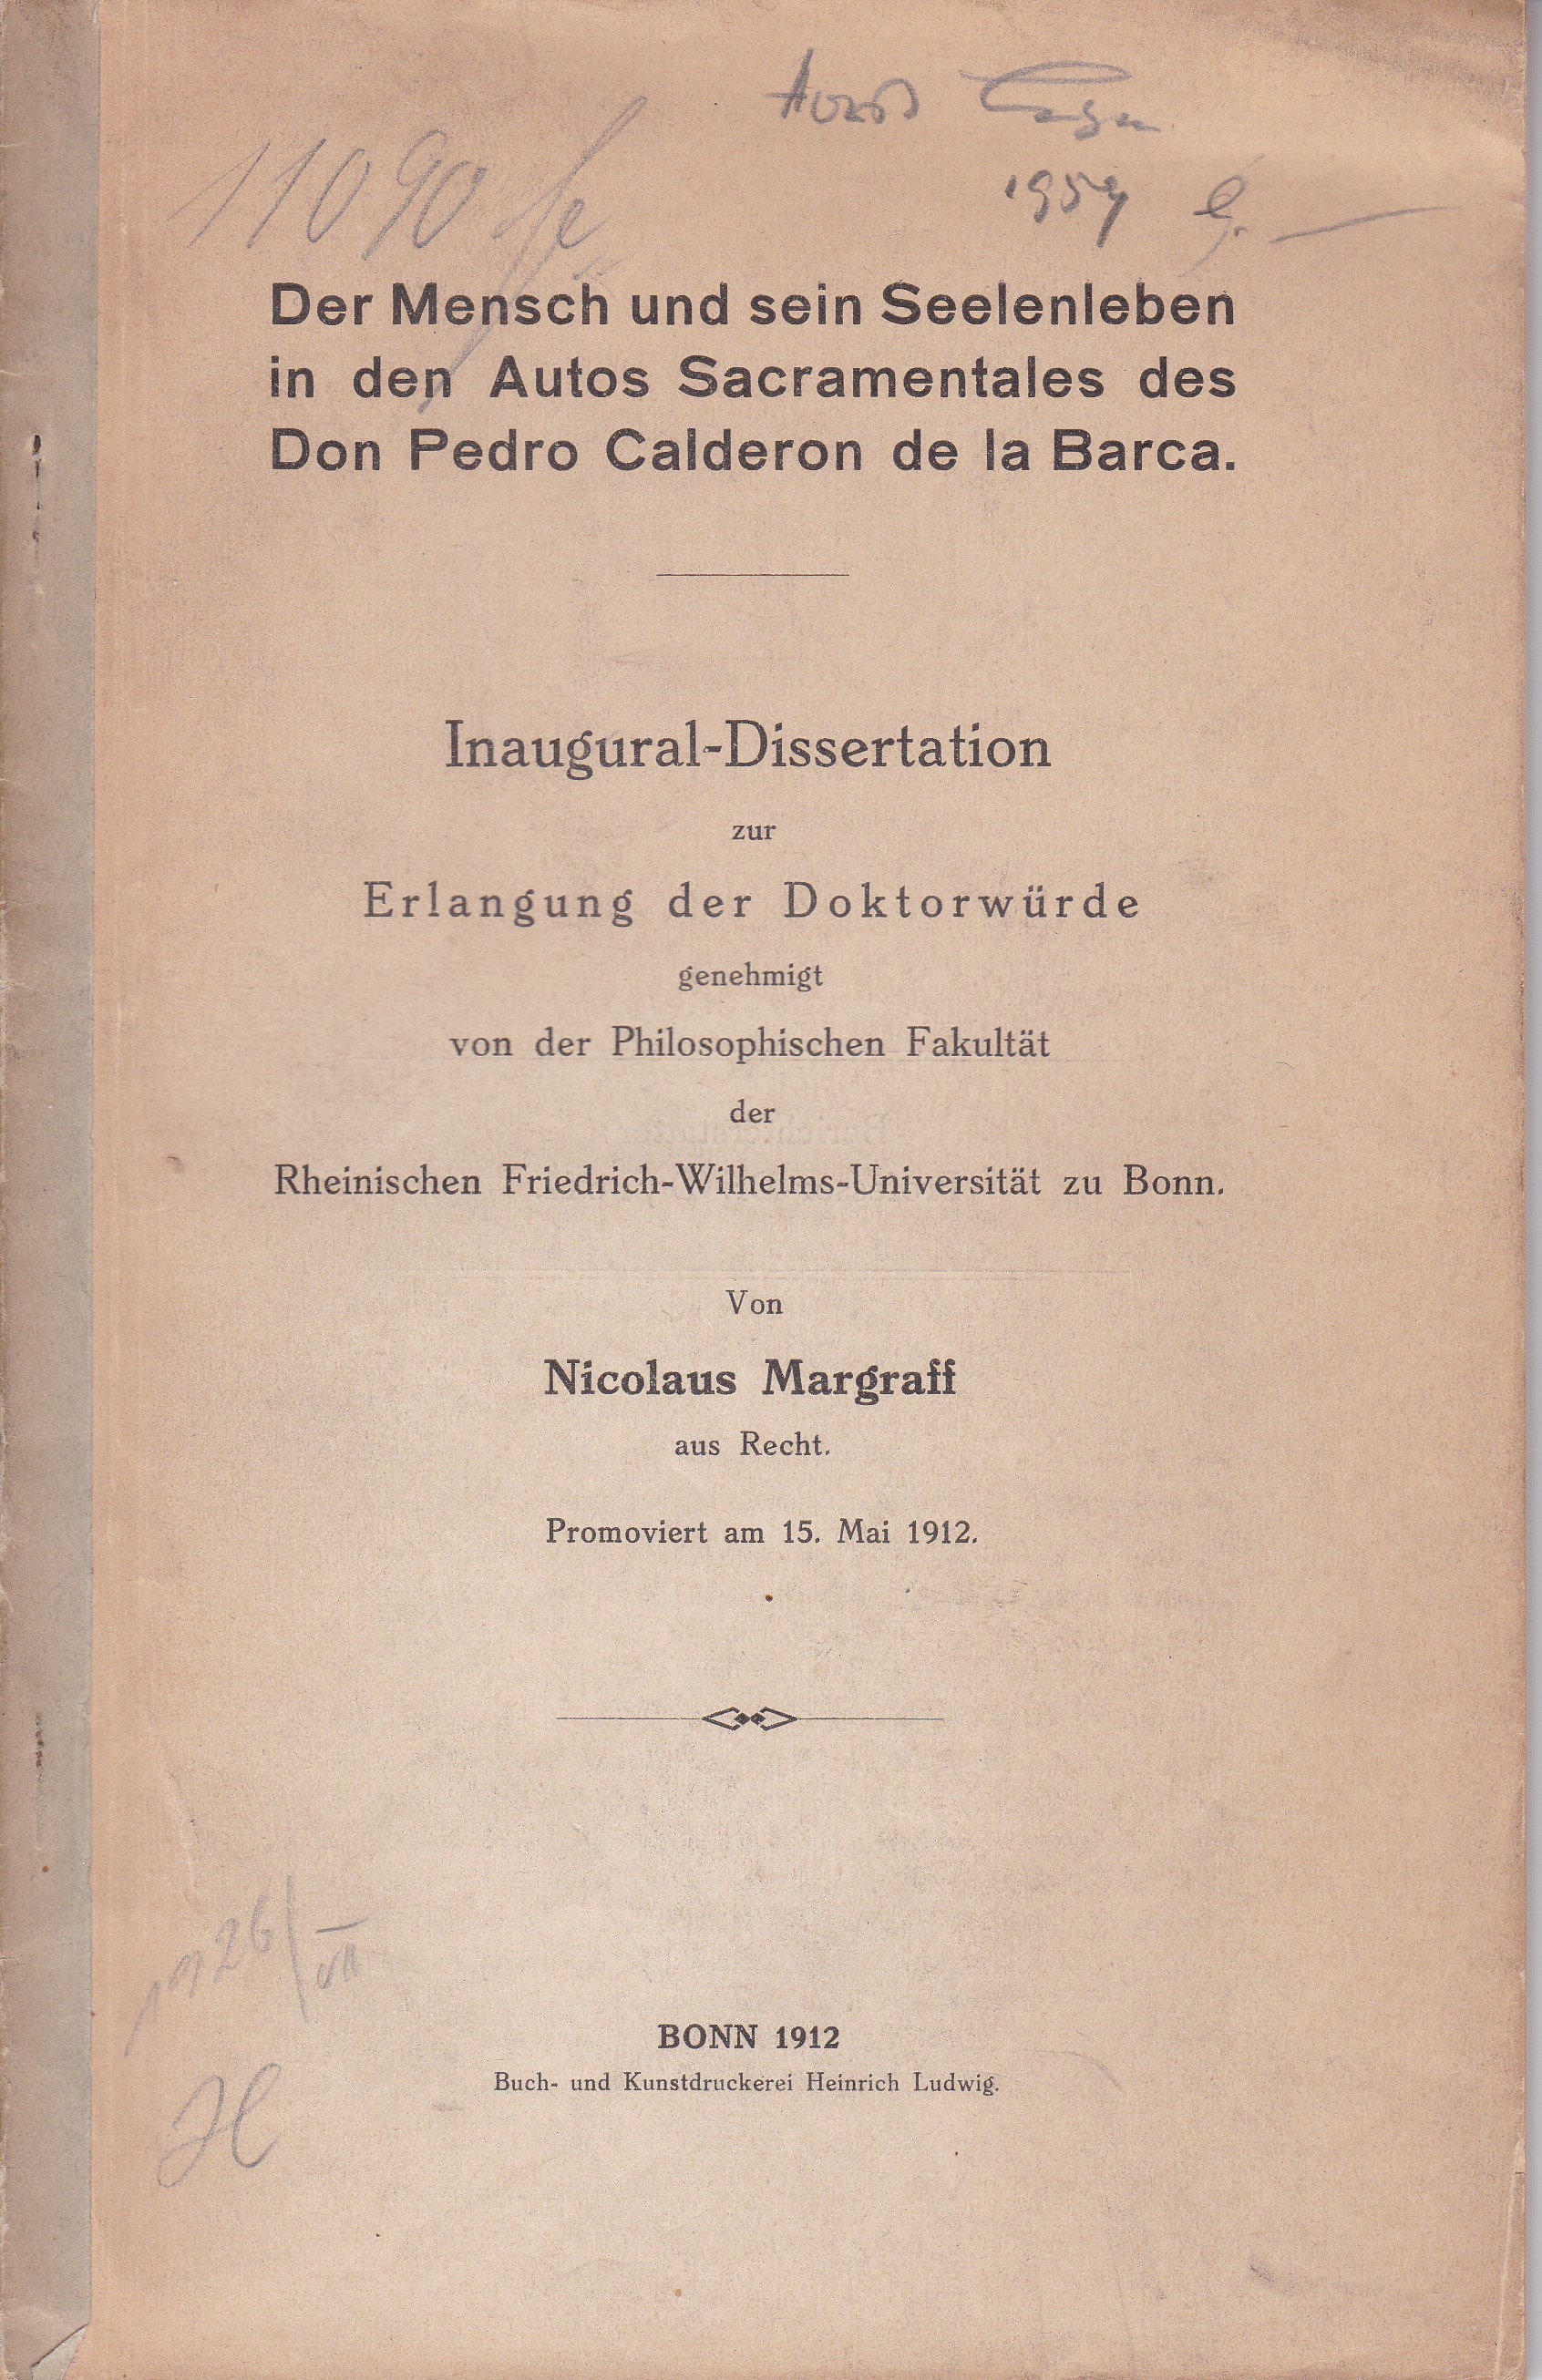 11090
1959
Der Mensch und sein Seelenleben
in den Autos Sacramentales des
Don Pedro Calderon de la Barca.
Inaugural-Dissertation
zur
Erlangung der Doktorwürde
genehmigt
von der Philosophischen Fakultät
der
Rheinischen Friedrich-Wilhelms-Universität zu Bonn.
Von
Nicolaus Margraff
aus Recht.
Promoviert am 15. Mai 1912.
BONN 1912
Buch- und Kunstdruckerei Heinrich Ludwig.